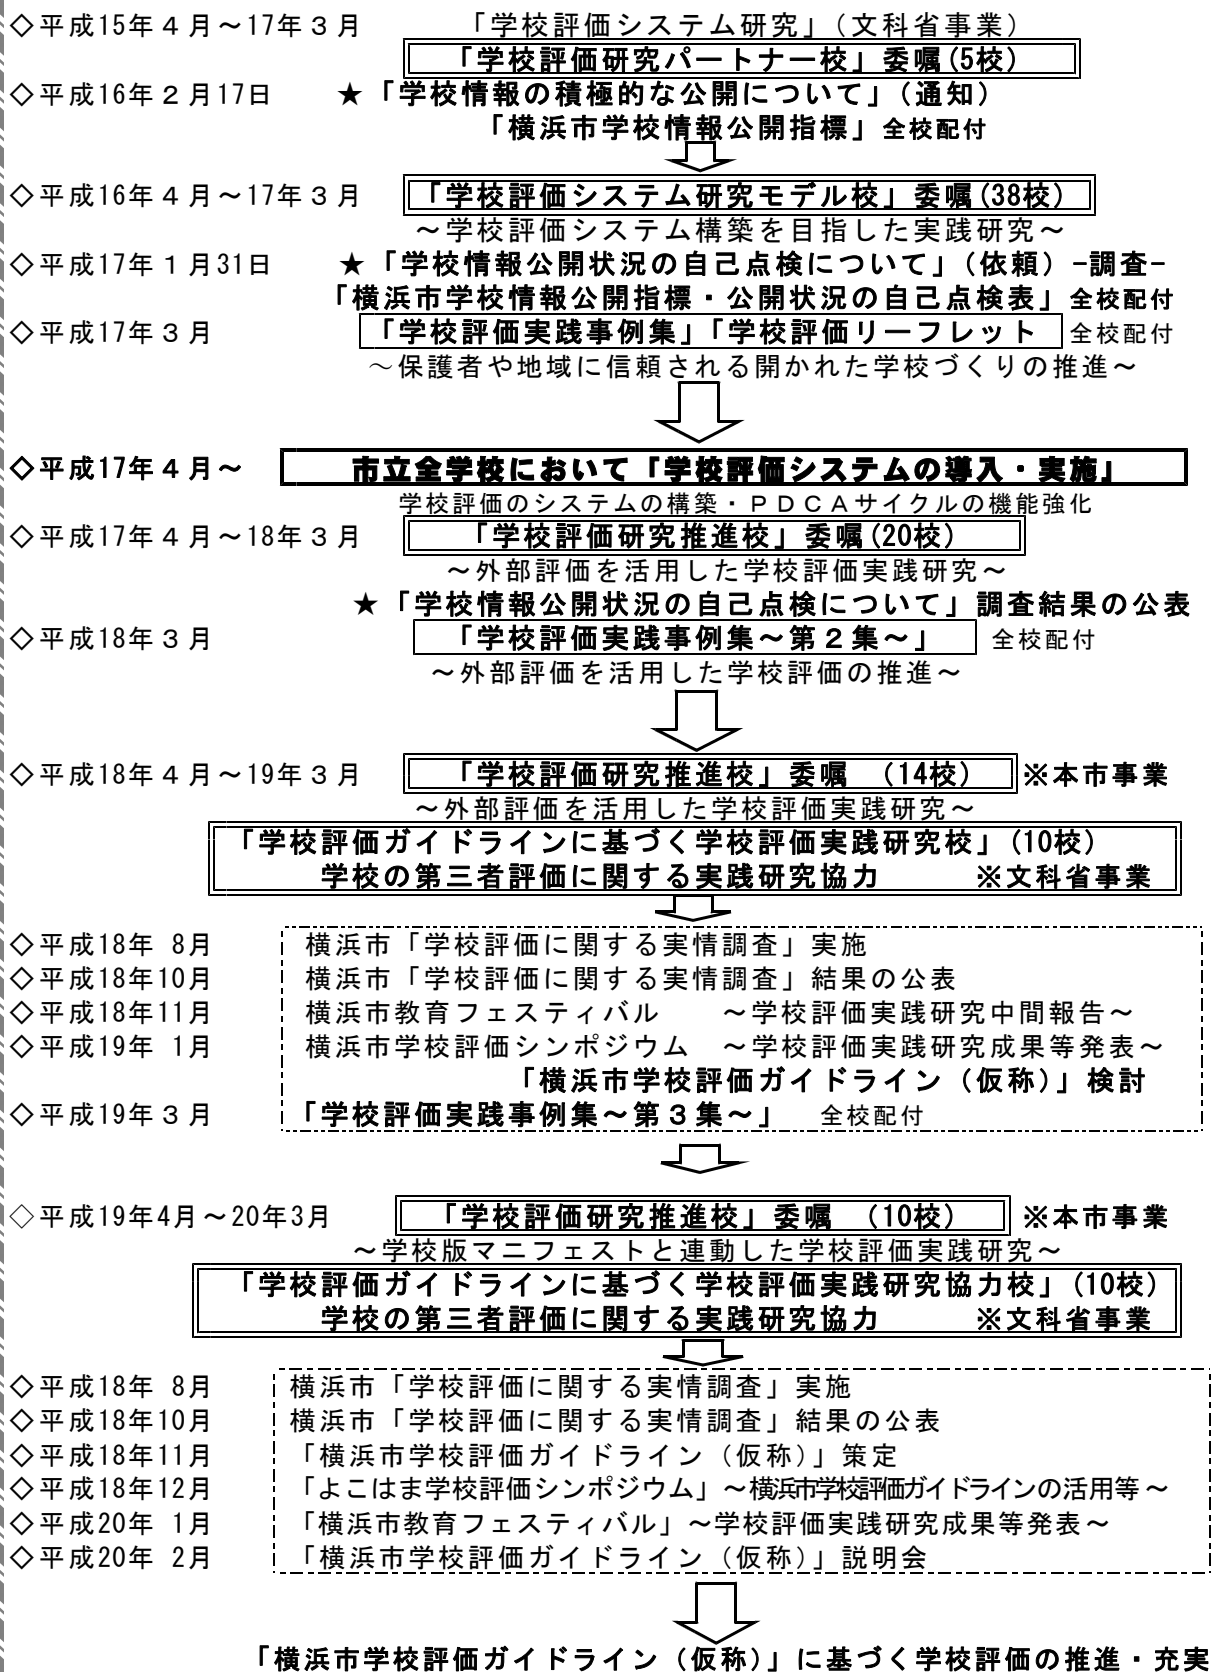 ◇平成15年４月～17年３月　「学校評価システム研究」（文科省事業）
「学校評価研究パートナー校」委嘱(5校)
◇平成16年２月17日　★「学校情報の積極的な公開について」（通知）
「横浜市学校情報公開指標」全校配付
◇平成16年４月～17年３月　「学校評価システム研究モデル校」委嘱(38校)
～学校評価システム構築を目指した実践研究～
◇平成17年１月31日　★「学校情報公開状況の自己点検について」（依頼）-調査-
「横浜市学校情報公開指標・公開状況の自己点検表」全校配付
◇平成17年３月　「学校評価実践事例集」「学校評価リーフレット　全校配付
～保護者や地域に信頼される開かれた学校づくりの推進～
◇平成17年４月～　市立全学校において「学校評価システムの導入・実施」
学校評価のシステムの構築・ＰＤＣＡサイクルの機能強化
◇平成17年４月～18年３月　「学校評価研究推進校」委嘱(20校)
～外部評価を活用した学校評価実践研究～
★「学校情報公開状況の自己点検について」調査結果の公表
◇平成18年３月　「学校評価実践事例集～第２集～」　全校配付
～外部評価を活用した学校評価の推進～
◇平成18年４月～19年３月　「学校評価研究推進校」委嘱　（14校）　※本市事業
～外部評価を活用した学校評価実践研究～
「学校評価ガイドラインに基づく学校評価実践研究校」(10校)
学校の第三者評価に関する実践研究協力　※文科省事業
◇平成18年 8月　横浜市「学校評価に関する実情調査」実施
◇平成18年10月　横浜市「学校評価に関する実情調査」結果の公表
◇平成18年11月　横浜市教育フェスティバル　～学校評価実践研究中間報告～
◇平成19年 1月　横浜市学校評価シンポジウム　～学校評価実践研究成果等発表～
「横浜市学校評価ガイドライン（仮称）」検討
◇平成19年３月　「学校評価実践事例集～第３集～」　全校配付
◇平成19年4月～20年3月　「学校評価研究推進校」委嘱　（10校）　※本市事業
～学校版マニフェストと連動した学校評価実践研究～
「学校評価ガイドラインに基づく学校評価実践研究協力校」(10校)
学校の第三者評価に関する実践研究協力　※文科省事業
◇平成18年 8月　横浜市「学校評価に関する実情調査」実施
◇平成18年10月　横浜市「学校評価に関する実情調査」結果の公表
◇平成18年11月　「横浜市学校評価ガイドライン（仮称）」策定
◇平成18年12月　「よこはま学校評価シンポジウム」～横浜市学校評価ガイドラインの活用等～
◇平成20年 1月　「横浜市教育フェスティバル」～学校評価実践研究成果等発表～
◇平成20年 2月　「横浜市学校評価ガイドライン（仮称）」説明会
「横浜市学校評価ガイドライン（仮称）」に基づく学校評価の推進・充実